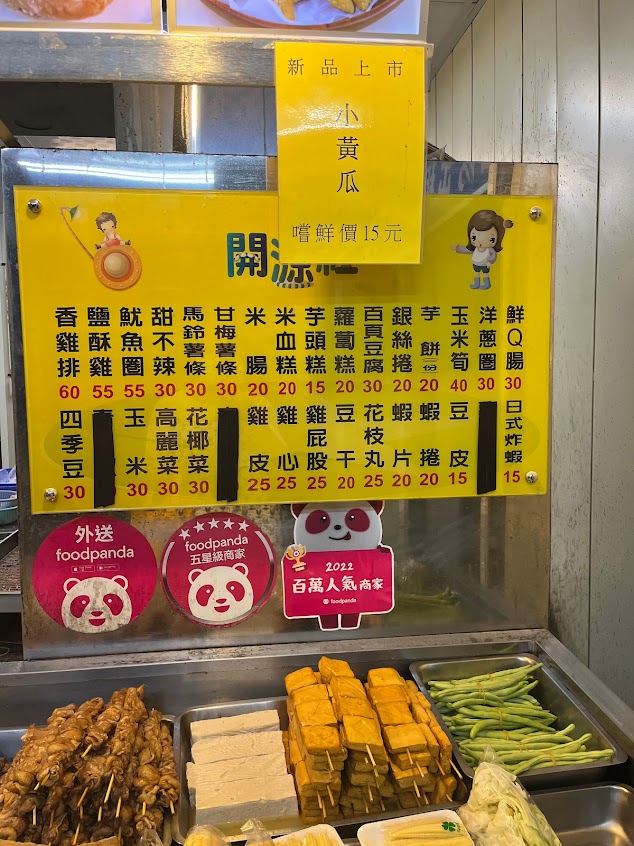 新品上市
小黃瓜
嚐鮮價15元
開源
香雞排 60
鹽酥雞 55
魷魚圈 55
甜不辣 30
馬鈴薯條 30
甘梅薯條 30
米腸 20
米血糕 20
芋頭糕 15
蘿蔔糕 20
百頁豆腐 30
銀絲捲 20
芋餅 20
玉米筍 40
洋蔥圈 30
鮮Q腸 30
四季豆 30
玉米 30
高麗菜 30
花椰菜 30
雞皮 25
雞心 25
雞屁股 25
豆干 20
花枝丸 25
蝦片 20
蝦捲 20
豆皮 15
日式炸蝦 15
外送
foodpanda
foodpanda
五星級商家
2022
百萬人氣商家
foodpanda